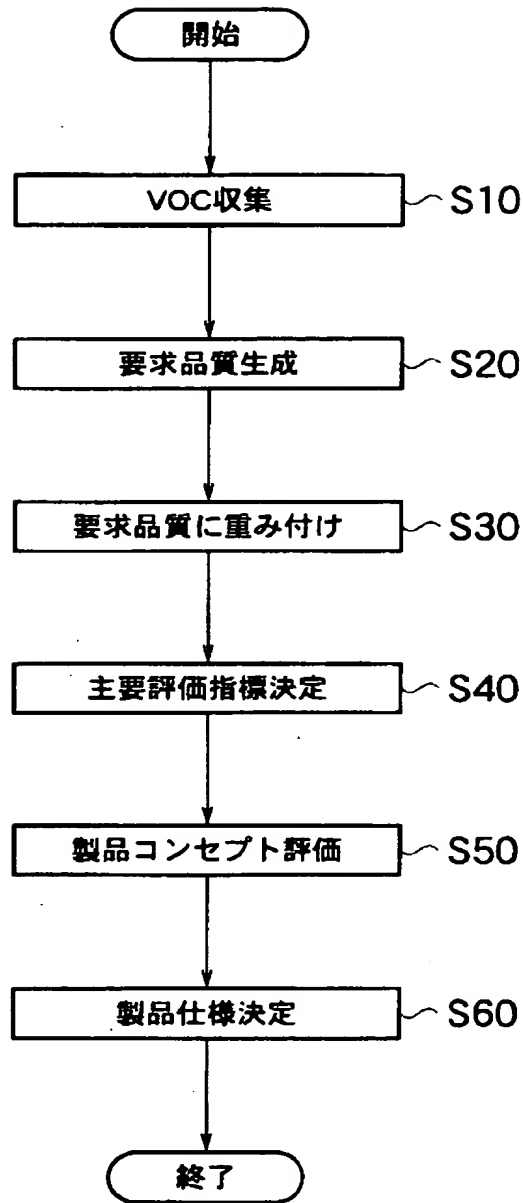 開始
VOC収集 S10
要求品質生成 S20
要求品質に重み付け S30
主要評価指標決定 S40
製品コンセプト評価 S50
製品仕様決定 S60
終了